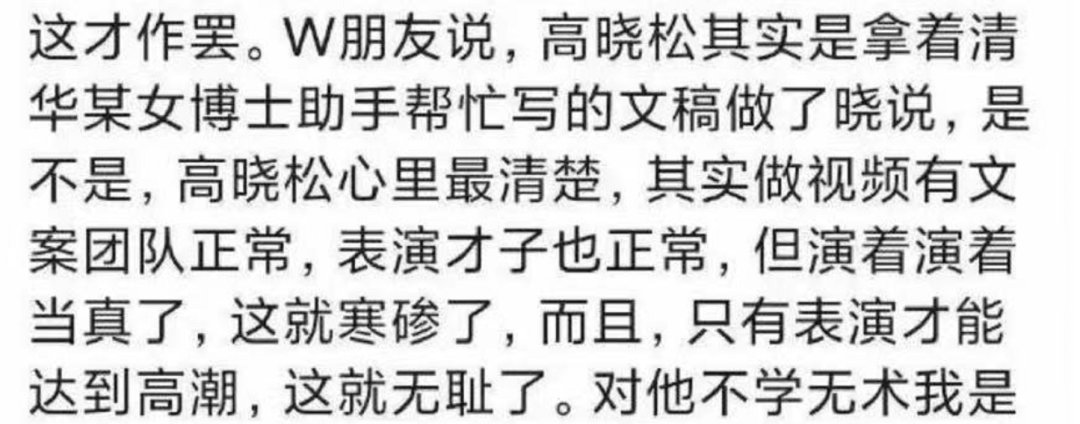 这才作罢。W朋友说，高晓松其实是拿着清
华某女博士助手帮忙写的文稿做了晓说，是
不是，高晓松心里最清楚，其实做视频有文
案团队正常，表演才子也正常，但演着演着
当真了，这就寒碜了，而且，只有表演才能
达到高潮，这就无耻了。对他不学无术我是